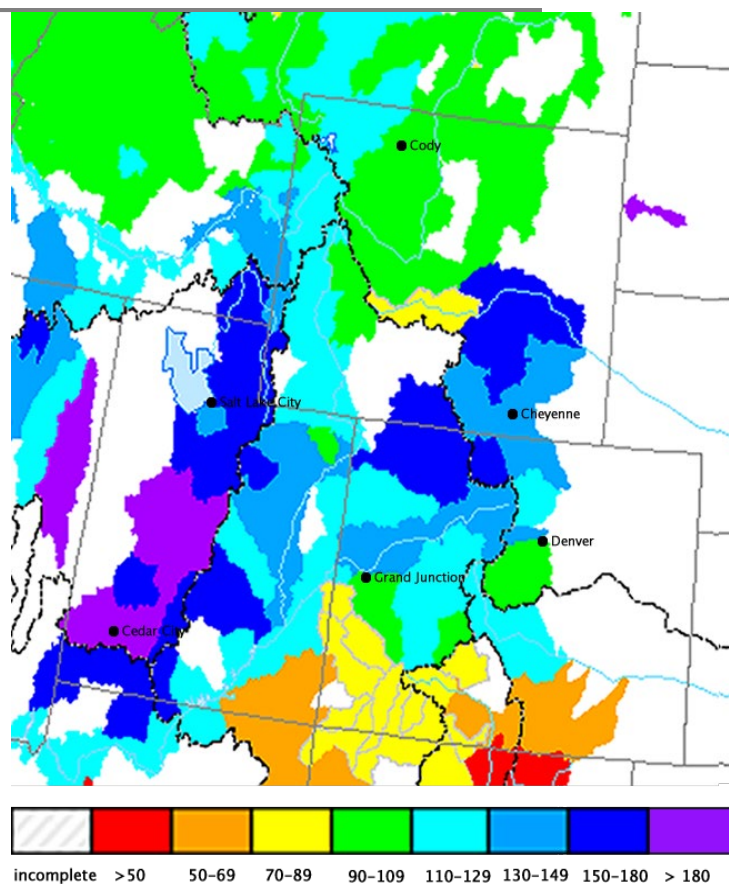 Cody
Salt Lake City
Cheyenne
Denver
Grand Junction
Cedar City
incomplete >50 50-69 70-89 90-109 110-129 130-149 150-180 > 180